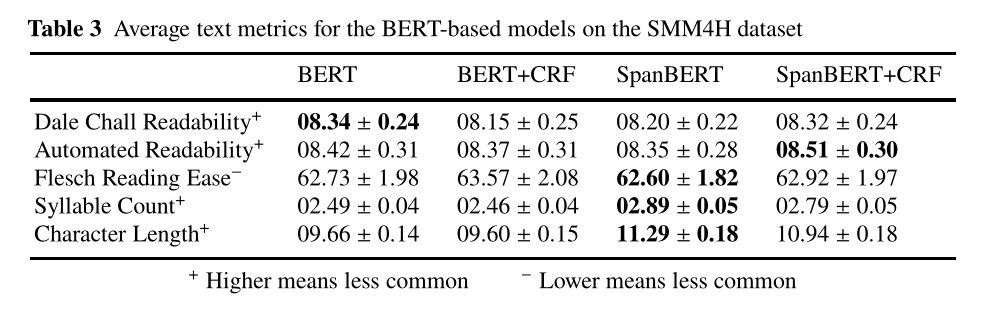 Table 3 Average text metrics for the BERT-based models on the SMM4H dataset
BERT BERT+CRF SpanBERT SpanBERT+CRF
Dale Chall Readability⁺ 08.34 ± 0.24 08.15 ± 0.25 08.20 ± 0.22 08.32 ± 0.24
Automated Readability⁺ 08.42 ± 0.31 08.37 ± 0.31 08.35 ± 0.28 08.51 ± 0.30
Flesch Reading Ease⁻ 62.73 ± 1.98 63.57 ± 2.08 62.60 ± 1.82 62.92 ± 1.97
Syllable Count⁺ 02.49 ± 0.04 02.46 ± 0.04 02.89 ± 0.05 02.79 ± 0.05
Character Length⁺ 09.66 ± 0.14 09.60 ± 0.15 11.29 ± 0.18 10.94 ± 0.18
⁺ Higher means less common ⁻ Lower means less common